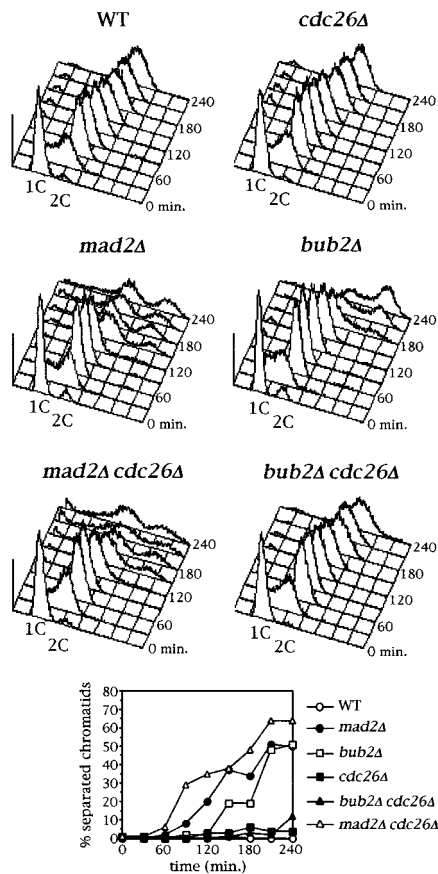 WT cdc26Δ
240 240
180 180
120 120
60 60
0 min. 0 min.
1C 1C
2C 2C
mad2Δ bub2Δ
240 240
180 180
120 120
60 60
0 min. 0 min.
1C 1C
2C 2C
mad2Δ cdc26Δ bub2Δ cdc26Δ
240 240
180 180
120 120
60 60
0 min. 0 min.
1C 1C
2C 2C
% separated chromatids
80
70
60
50
40
30
20
10
0
0 60 120 180 240
time (min.)
WT
mad2Δ
bub2Δ
cdc26Δ
bub2Δ cdc26Δ
mad2Δ cdc26Δ